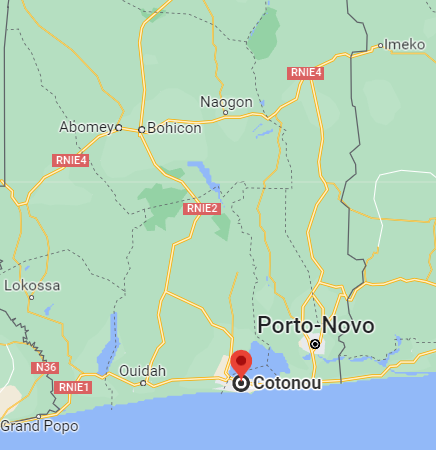 Imeko
RNIE4
Naogon
Abomey
Bohicon
RNIE4
RNIE2
Lokossa
Porto-Novo
N36
Ouidah
Cotonou
RNIE1
Grand Popo